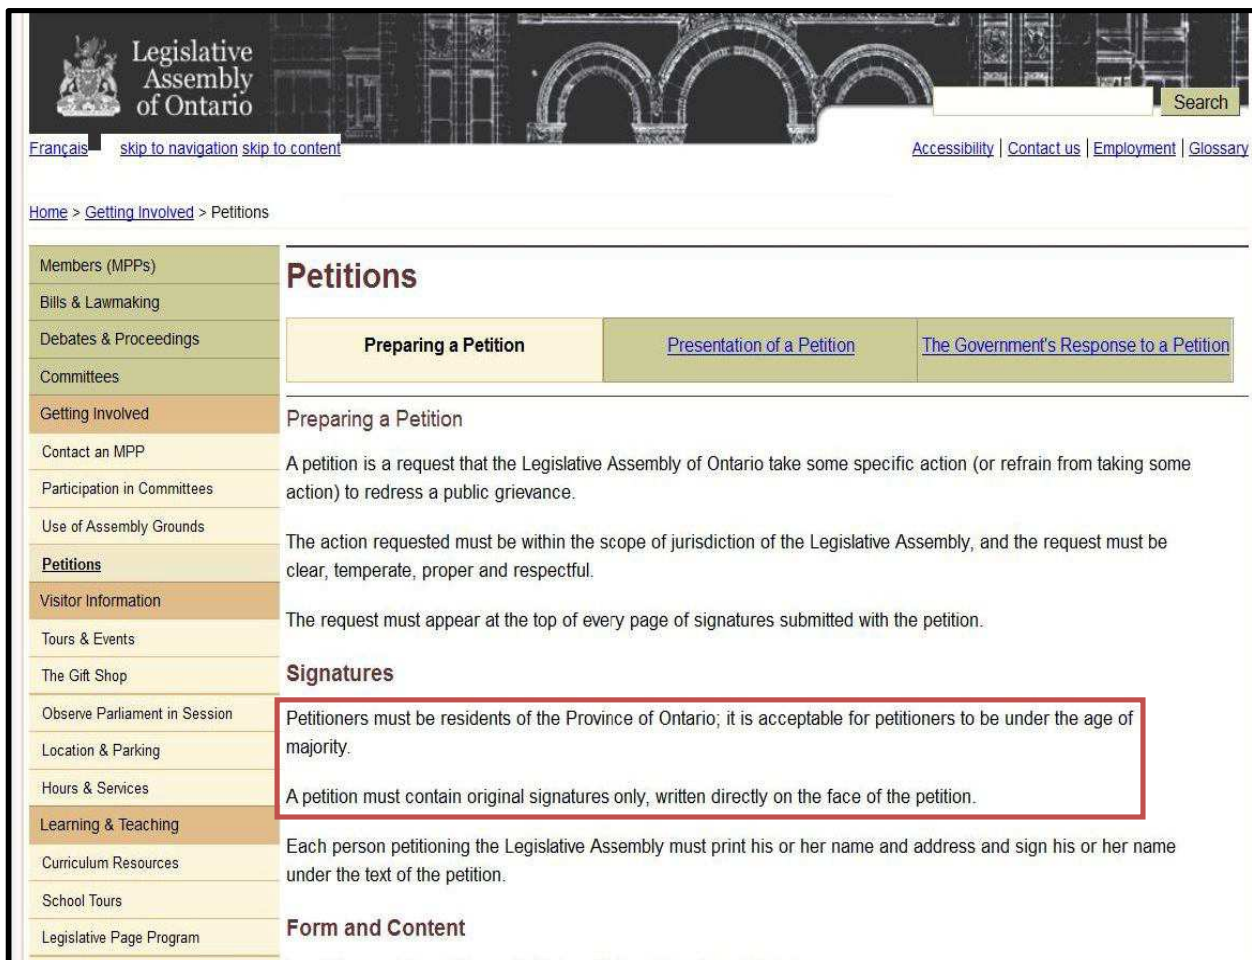 Legislative
Assembly
of Ontario
Search
Français skip to navigation skip to content
Accessibility | Contact us | Employment | Glossary
Home > Getting Involved > Petitions
Members (MPPs)
Bills & Lawmaking
Debates & Proceedings
Committees
Getting Involved
Contact an MPP
Participation in Committees
Use of Assembly Grounds
Petitions
Visitor Information
Tours & Events
The Gift Shop
Observe Parliament in Session
Location & Parking
Hours & Services
Learning & Teaching
Curriculum Resources
School Tours
Legislative Page Program
Petitions
Preparing a Petition
Presentation of a Petition
The Government's Response to a Petition
Preparing a Petition
A petition is a request that the Legislative Assembly of Ontario take some specific action (or refrain from taking some
action) to redress a public grievance.
The action requested must be within the scope of jurisdiction of the Legislative Assembly, and the request must be
clear, temperate, proper and respectful.
The request must appear at the top of every page of signatures submitted with the petition.
Signatures
Petitioners must be residents of the Province of Ontario; it is acceptable for petitioners to be under the age of
majority.
A petition must contain original signatures only, written directly on the face of the petition.
Each person petitioning the Legislative Assembly must print his or her name and address and sign his or her name
under the text of the petition.
Form and Content